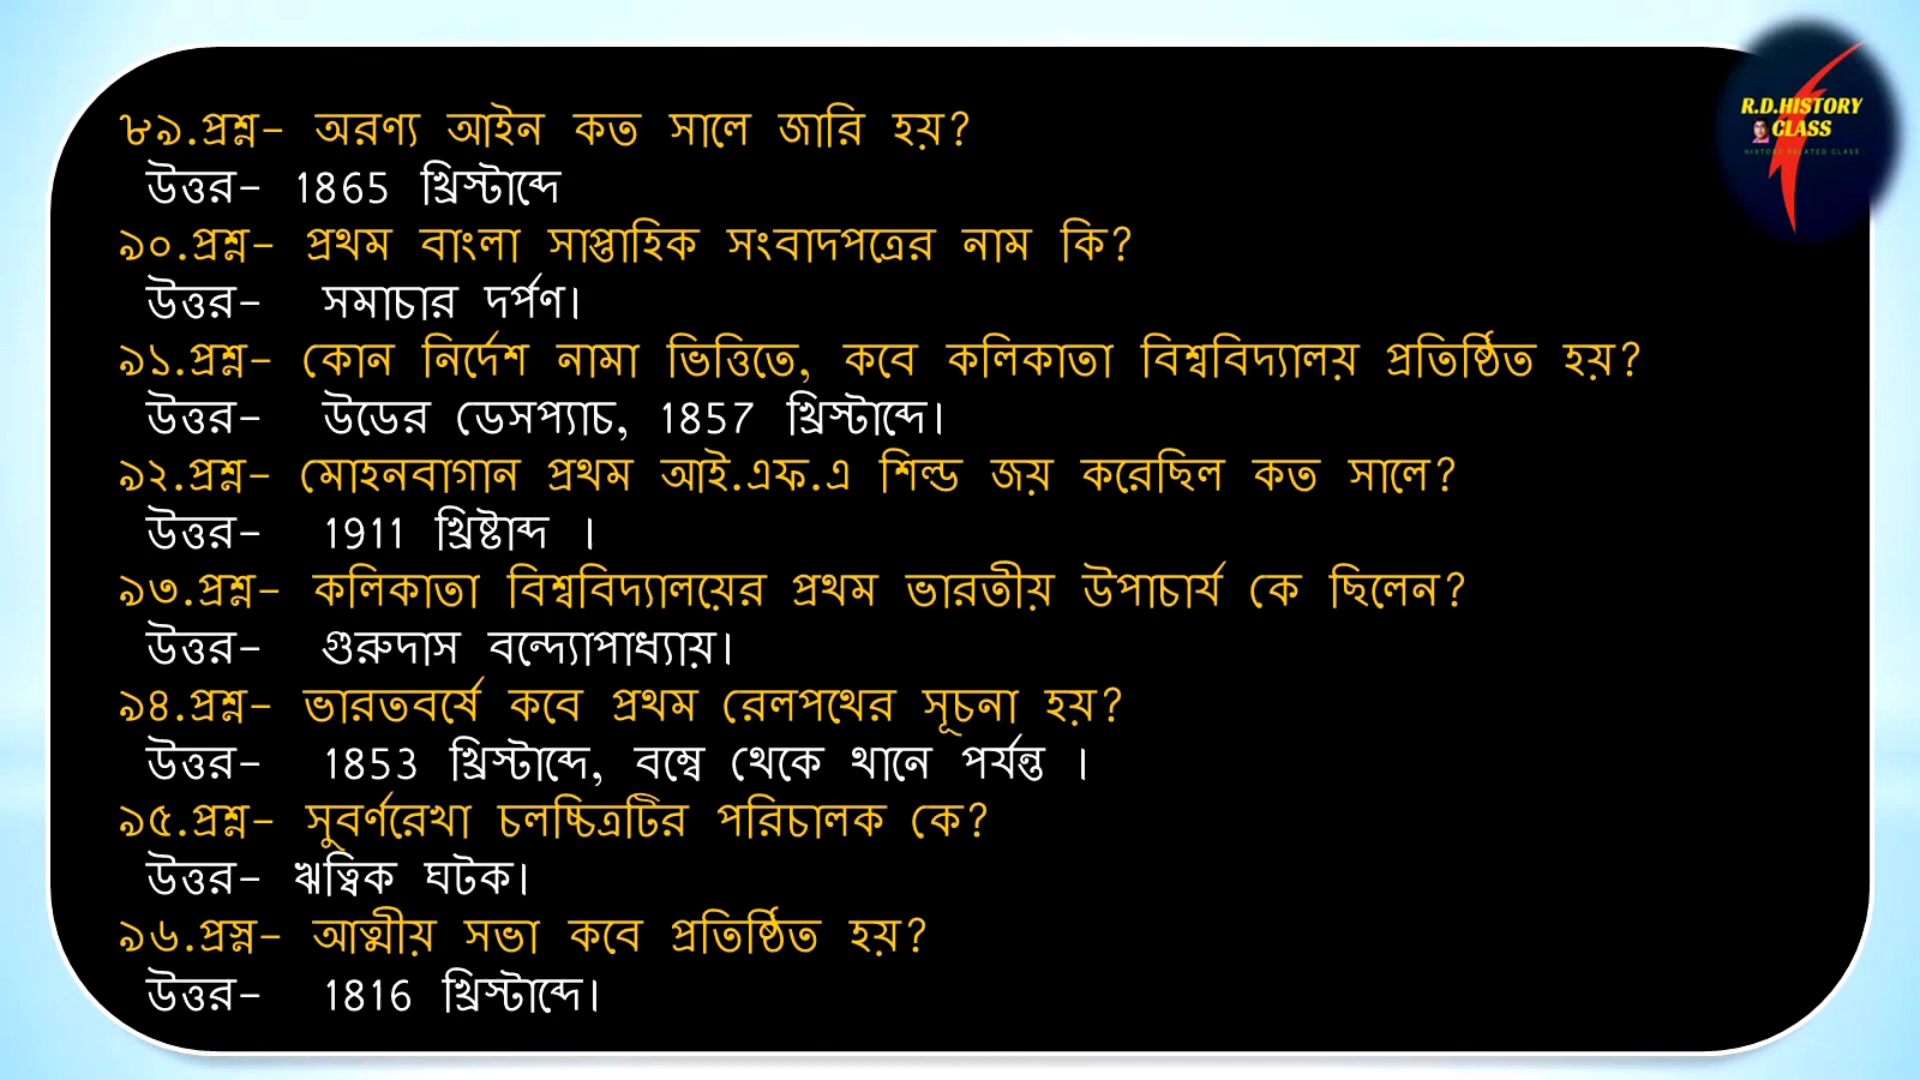 ৮৯.প্রশ্ন- অরণ্য আইন কত সালে জারি হয়?
উত্তর- 1865 খ্রিস্টাব্দে
৯০.প্রশ্ন- প্রথম বাংলা সাপ্তাহিক সংবাদপত্রের নাম কি?
উত্তর- সমাচার দর্পণ।
৯১.প্রশ্ন- কোন নির্দেশ নামা ভিত্তিতে, কবে কলিকাতা বিশ্ববিদ্যালয় প্রতিষ্ঠিত হয়?
উত্তর- উডের ডেসপ্যাচ, 1857 খ্রিস্টাব্দে।
৯২.প্রশ্ন- মোহনবাগান প্রথম আই.এফ.এ শিল্ড জয় করেছিল কত সালে?
উত্তর- 1911 খ্রিষ্টাব্দ ।
৯৩.প্রশ্ন- কলিকাতা বিশ্ববিদ্যালয়ের প্রথম ভারতীয় উপাচার্য কে ছিলেন?
উত্তর- গুরুদাস বন্দ্যোপাধ্যায়।
৯৪.প্রশ্ন- ভারতবর্ষে কবে প্রথম রেলপথের সূচনা হয়?
উত্তর- 1853 খ্রিস্টাব্দে, বম্বে থেকে থানে পর্যন্ত ।
৯৫.প্রশ্ন- সুবর্ণরেখা চলচ্চিত্রটির পরিচালক কে?
উত্তর- ঋত্বিক ঘটক।
৯৬.প্রস্ন- আত্মীয় সভা কবে প্রতিষ্ঠিত হয়?
উত্তর- 1816 খ্রিস্টাব্দে।
R.D.HISTORY
CLASS
HISTORY RELATED CLASS